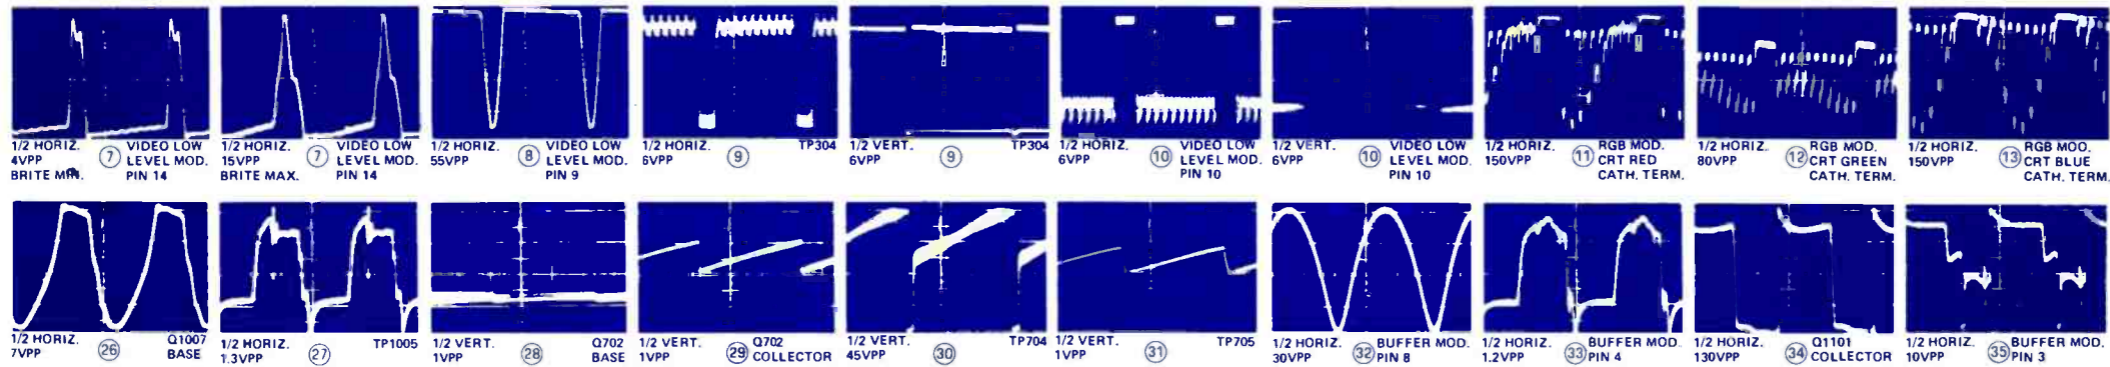 1/2 HORIZ.
4VPP
BRITE MIN.
7
VIDEO LOW
LEVEL MOD.
PIN 14
1/2 HORIZ.
15VPP
BRITE MAX.
7
VIDEO LOW
LEVEL MOD.
PIN 14
1/2 HORIZ.
55VPP
8
VIDEO LOW
LEVEL MOD.
PIN 9
1/2 HORIZ.
6VPP
9
TP304
1/2 VERT.
6VPP
9
TP304
1/2 HORIZ.
6VPP
10
VIDEO LOW
LEVEL MOD.
PIN 10
1/2 VERT.
6VPP
10
VIDEO LOW
LEVEL MOD.
PIN 10
1/2 HORIZ.
150VPP
11
RGB MOD.
CRT RED
CATH. TERM.
1/2 HORIZ.
80VPP
12
RGB MOD.
CRT GREEN
CATH. TERM.
1/2 HORIZ.
150VPP
13
RGB MOD.
CRT BLUE
CATH. TERM.
1/2 HORIZ.
7VPP
26
Q1007
BASE
1/2 HORIZ.
1.3VPP
27
TP1005
1/2 VERT.
1VPP
28
Q702
BASE
1/2 VERT.
1VPP
29
Q702
COLLECTOR
1/2 VERT.
45VPP
30
TP704
1/2 VERT.
1VPP
31
TP705
1/2 HORIZ.
30VPP
32
BUFFER MOD.
PIN 8
1/2 HORIZ.
1.2VPP
33
BUFFER MOD.
PIN 4
1/2 HORIZ.
130VPP
34
Q1101
COLLECTOR
1/2 HORIZ.
10VPP
35
BUFFER MOD.
PIN 3